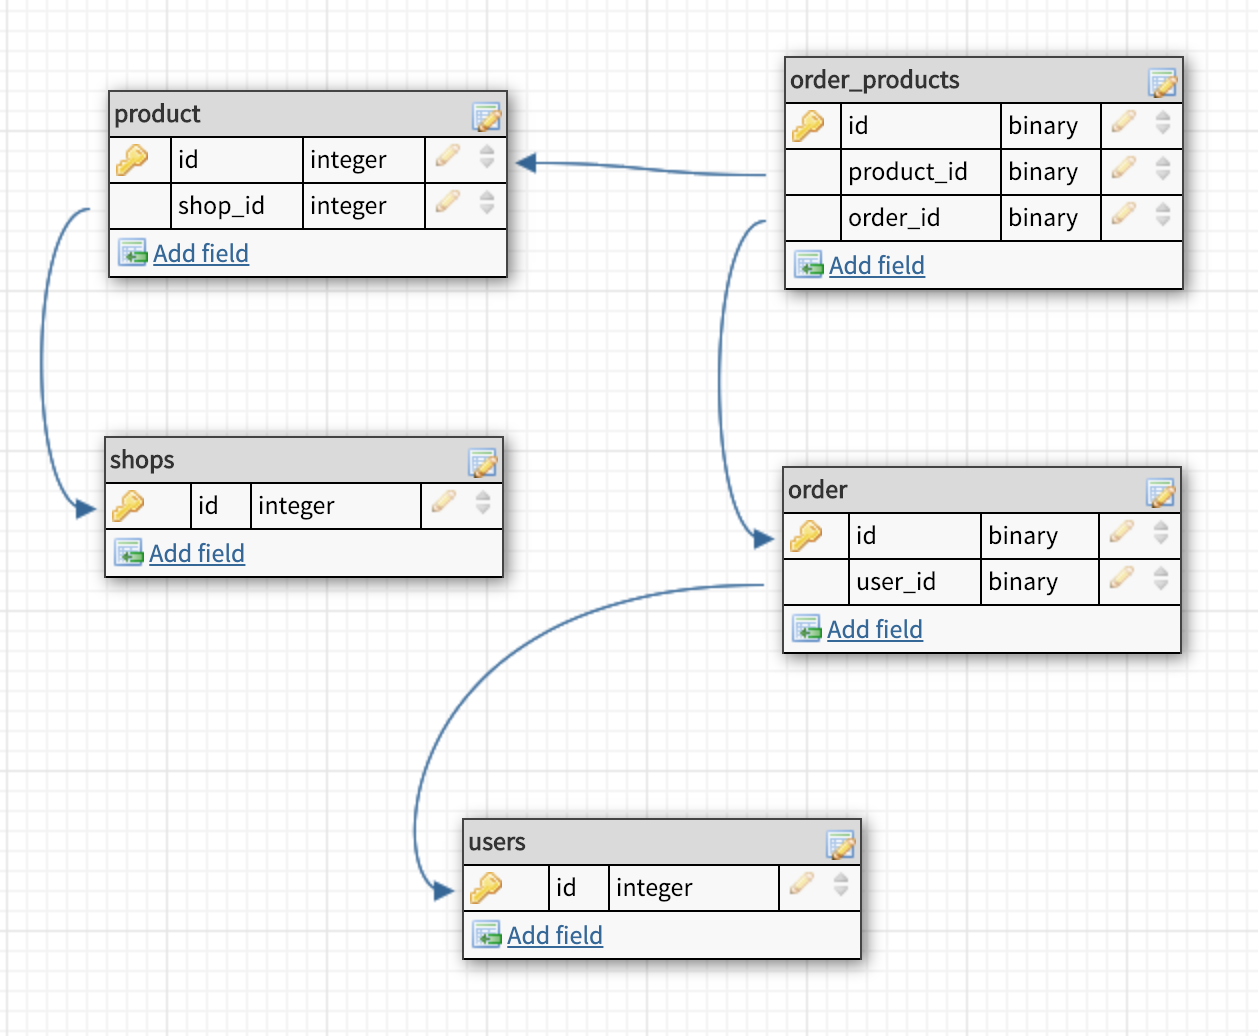 product
id integer
shop_id integer
Add field
order_products
id binary
product_id binary
order_id binary
Add field
shops
id integer
Add field
order
id binary
user_id binary
Add field
users
id integer
Add field